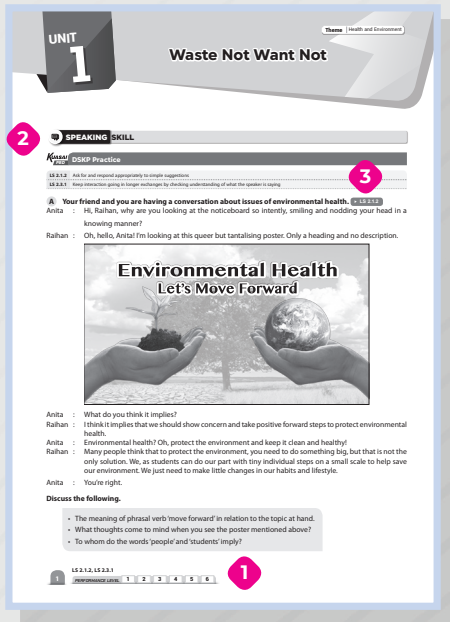 UNIT
1
Theme Health and Environment
Waste Not Want Not
2
SPEAKING SKILL
KUASAI PBD DSKP Practice
LS 2.1.2 Ask for and respond appropriately to simple suggestions
LS 2.3.1 Keep interaction going in longer exchanges by checking understanding of what the speaker is saying
3
A Your friend and you are having a conversation about issues of environmental health. LS 2.1.2
Anita : Hi, Raihan, why are you looking at the noticeboard so intently, smiling and nodding your head in a
knowing manner?
Raihan : Oh, hello, Anita! I'm looking at this queer but tantalising poster. Only a heading and no description.
Environmental Health
Let's Move Forward
Anita : What do you think it implies?
Raihan : I think it implies that we should show concern and take positive forward steps to protect environmental
health.
Anita : Environmental health? Oh, protect the environment and keep it clean and healthy!
Raihan : Many people think that to protect the environment, you need to do something big, but that is not the
only solution. We, as students can do our part with tiny individual steps on a small scale to help save
our environment. We just need to make little changes in our habits and lifestyle.
Anita : You're right.
Discuss the following.
• The meaning of phrasal verb 'move forward' in relation to the topic at hand.
• What thoughts come to mind when you see the poster mentioned above?
• To whom do the words 'people' and 'students' imply?
LS 2.1.2, LS 2.3.1
1 PERFORMANCE LEVEL 1 2 3 4 5 6
1